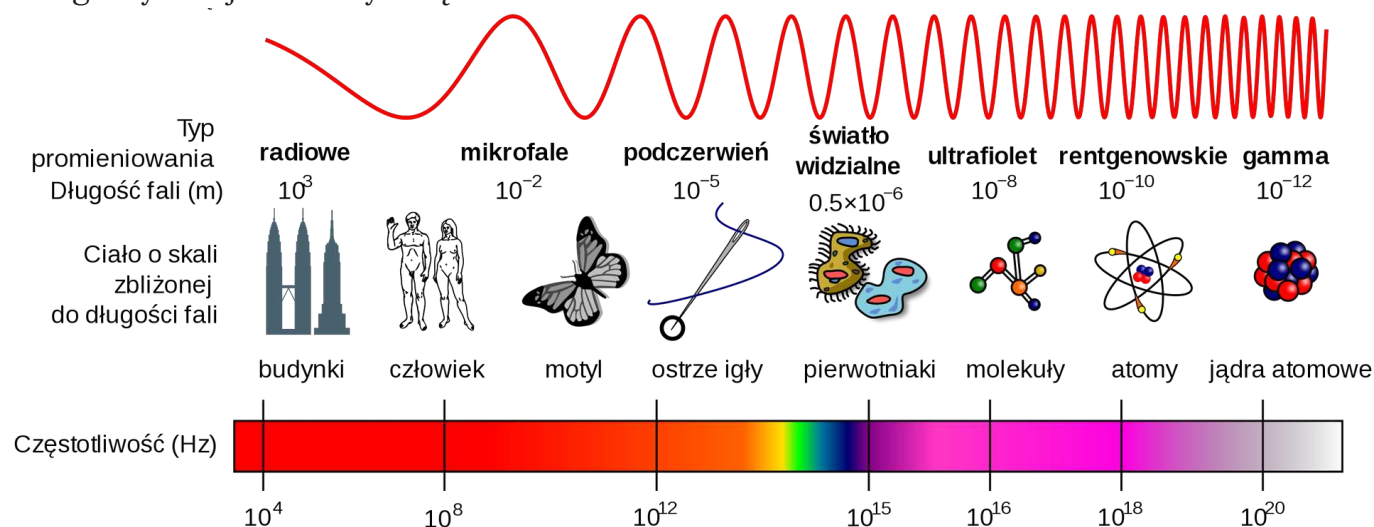 Typ
promieniowania
radiowe mikrofale podczerwień światło widzialne ultrafiolet rentgenowskie gamma
Długość fali (m) 10³ 10⁻² 10⁻⁵ 0.5×10⁻⁶ 10⁻⁸ 10⁻¹⁰ 10⁻¹²
Ciało o skali
zbliżonej
do długości fali
budynki człowiek motyl ostrze igły pierwotniaki molekuły atomy jądra atomowe
Częstotliwość (Hz)
10⁴ 10⁸ 10¹² 10¹⁵ 10¹⁶ 10¹⁸ 10²⁰